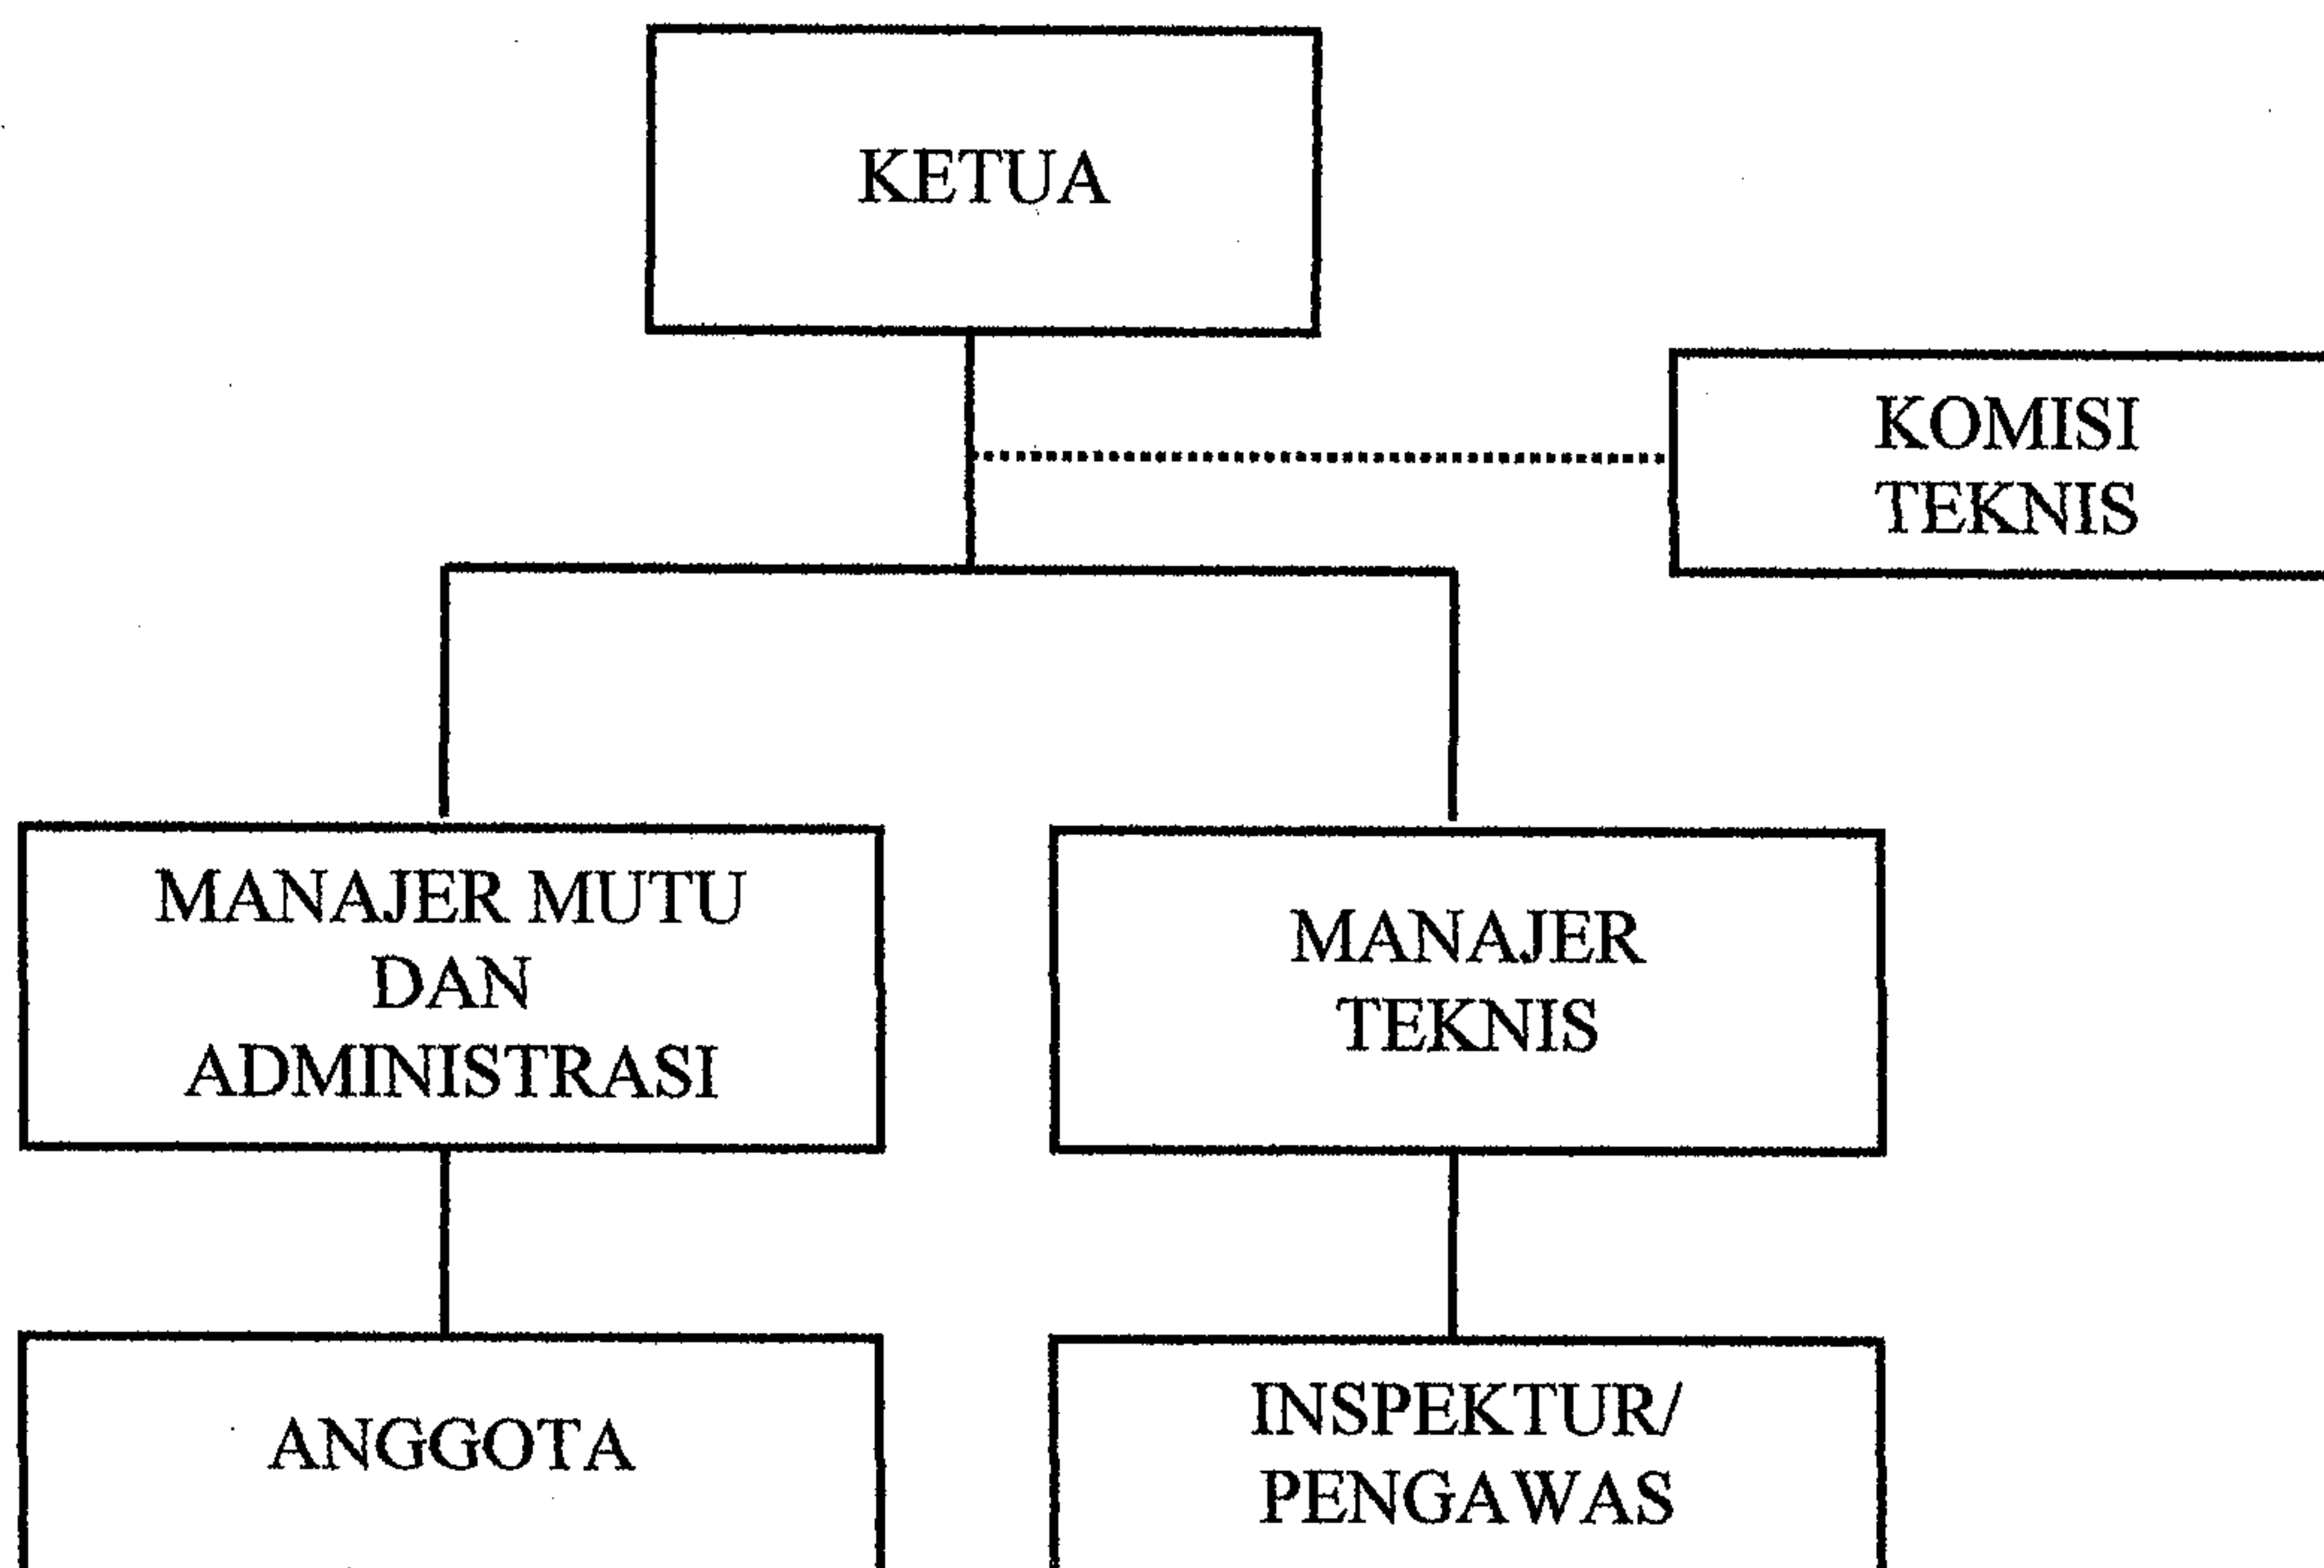 KETUA
KOMISI
TEKNIS
MANAJER MUTU
DAN
ADMINISTRASI
MANAJER
TEKNIS
ANGGOTA
INSPEKTUR/
PENGAWAS